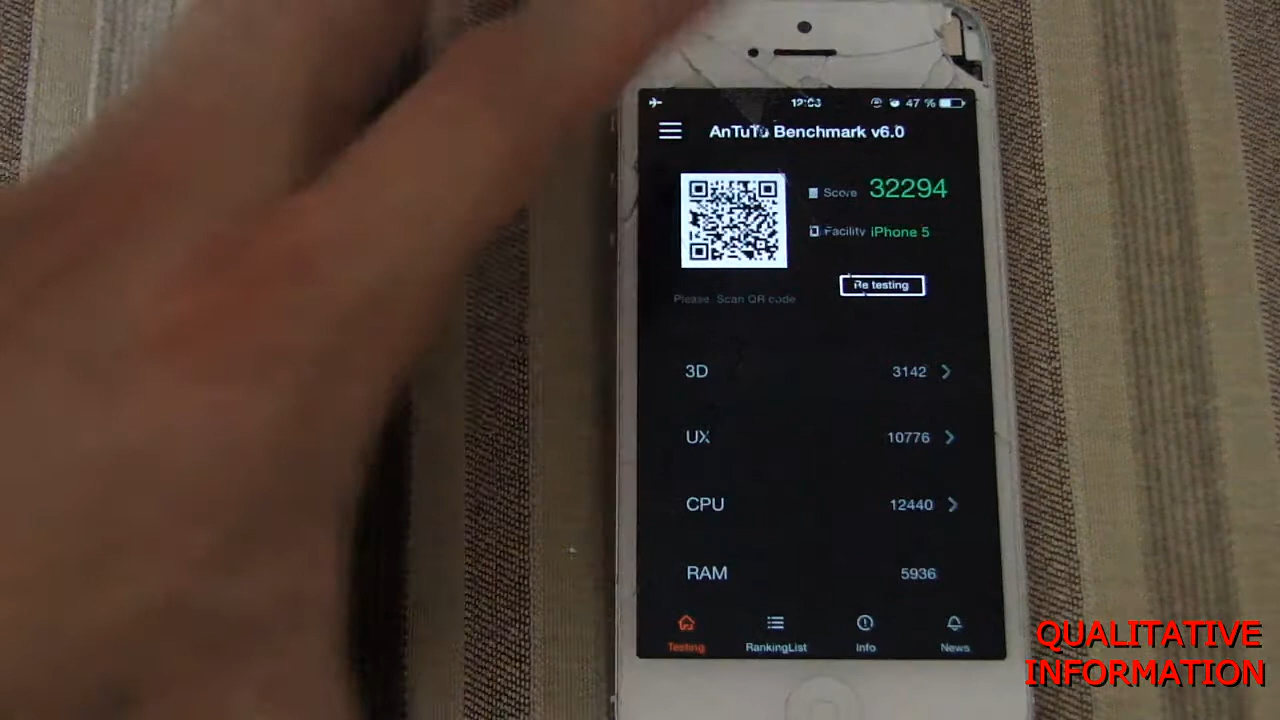 12:03 47 %
AnTuTu Benchmark v6.0
Score 32294
Facility iPhone 5
Re testing
Please Scan QR code
3D 3142
UX 10776
CPU 12440
RAM 5936
Testing RankingList Info News
QUALITATIVE
INFORMATION